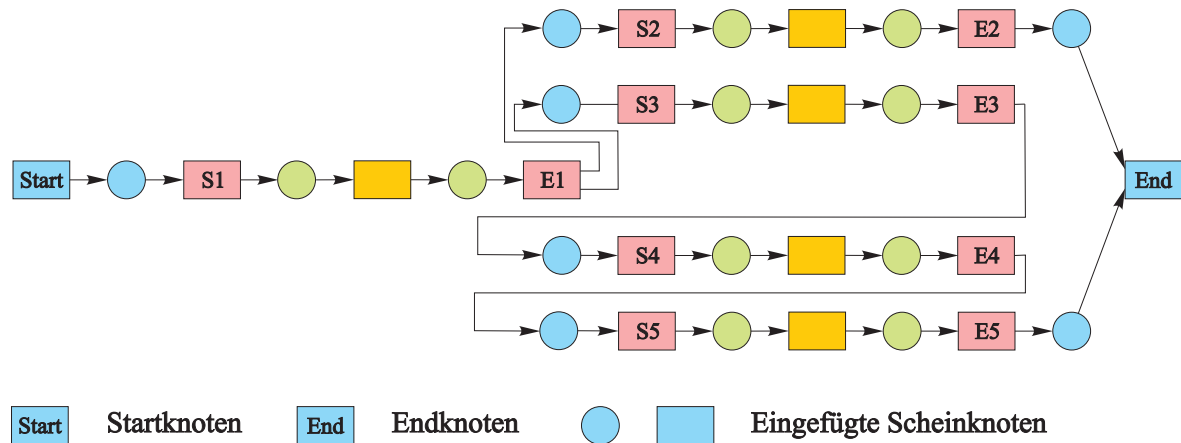 S2 E2
S3 E3
Start S1 E1 End
S4 E4
S5 E5
Start Startknoten End Endknoten Eingefügte Scheinknoten